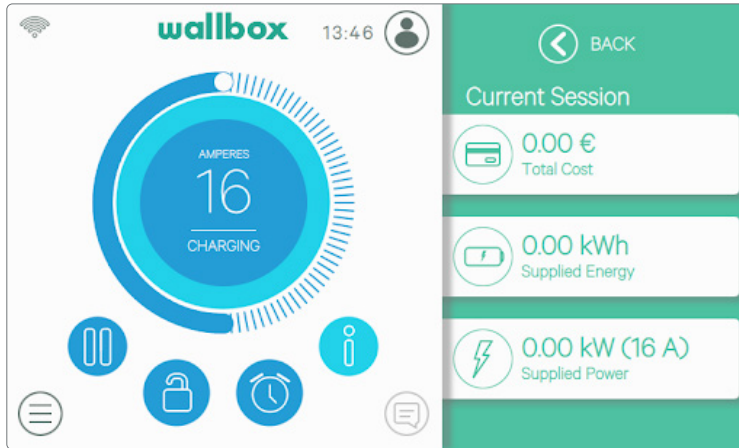 wallbox
13:46
AMPERES
16
CHARGING
BACK
Current Session
0.00 €
Total Cost
0.00 kWh
Supplied Energy
0.00 kW (16 A)
Supplied Power